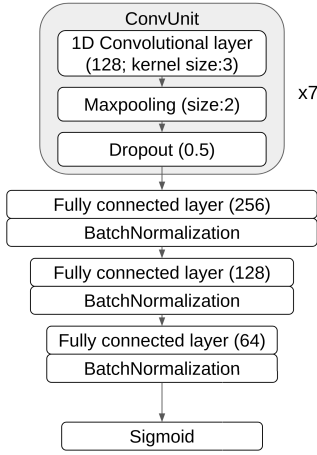 ConvUnit
1D Convolutional layer
(128; kernel size:3)
x7
Maxpooling (size:2)
Dropout (0.5)
Fully connected layer (256)
BatchNormalization
Fully connected layer (128)
BatchNormalization
Fully connected layer (64)
BatchNormalization
Sigmoid